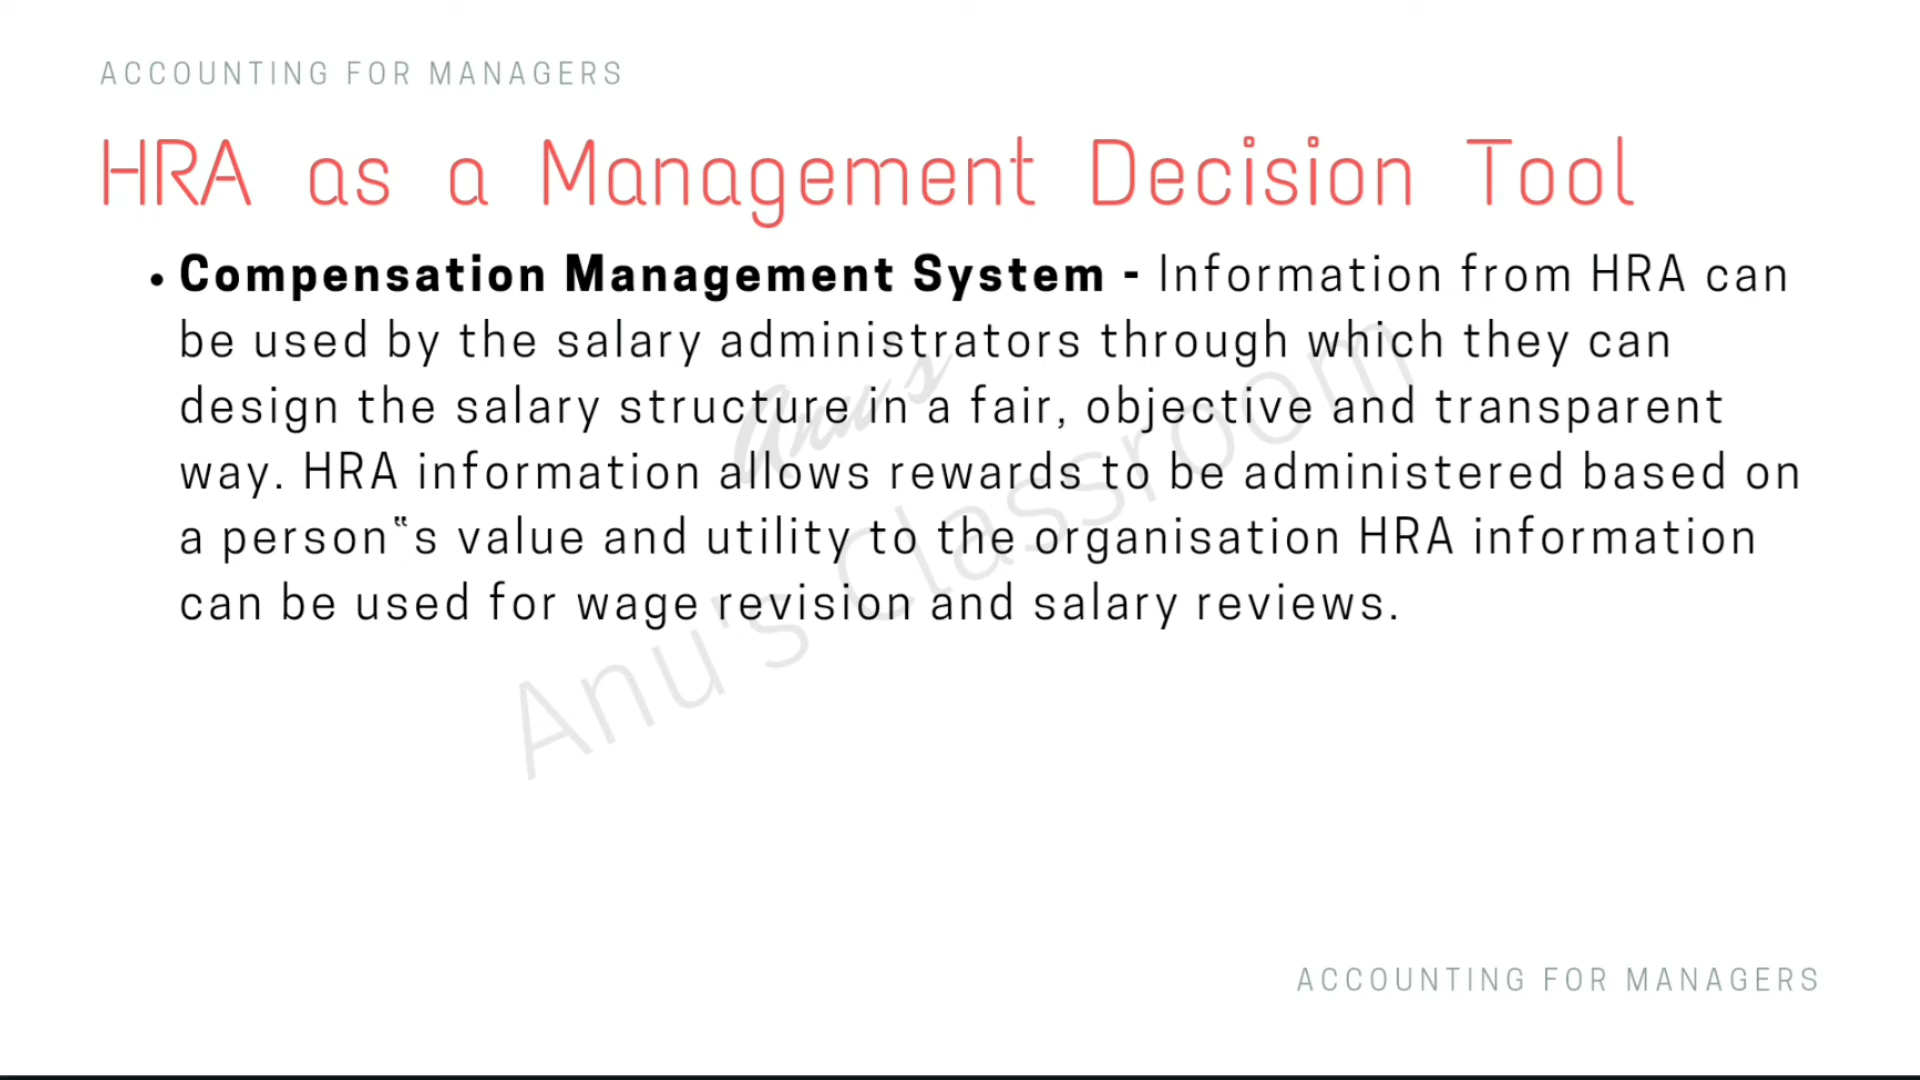 ACCOUNTING FOR MANAGERS
HRA as a Management Decision Tool
• Compensation Management System - Information from HRA can
be used by the salary administrators through which they can
design the salary structure in a fair, objective and transparent
way. HRA information allows rewards to be administered based on
a person‟s value and utility to the organisation HRA information
can be used for wage revision and salary reviews.
Anu's
Anu's Classroom
ACCOUNTING FOR MANAGERS